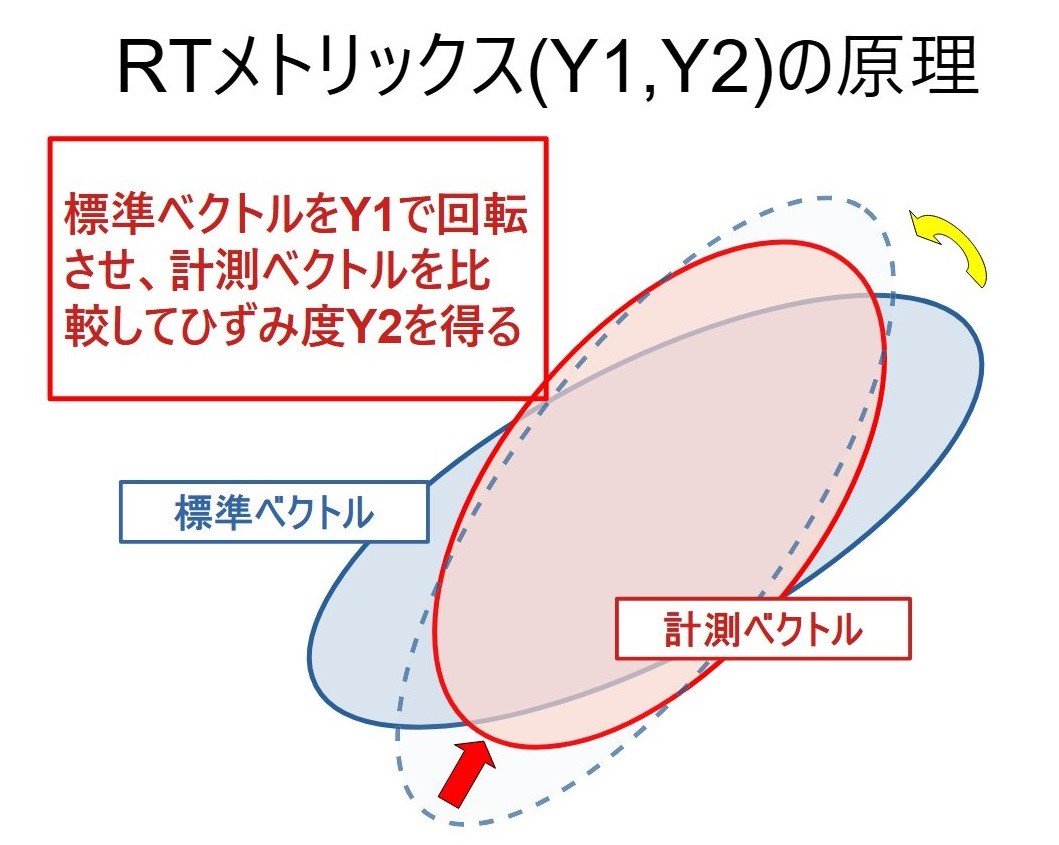 RTメトリックス(Y1,Y2)の原理
標準ベクトルをY1で回転
させ、計測ベクトルを比
較してひずみ度Y2を得る
標準ベクトル
計測ベクトル